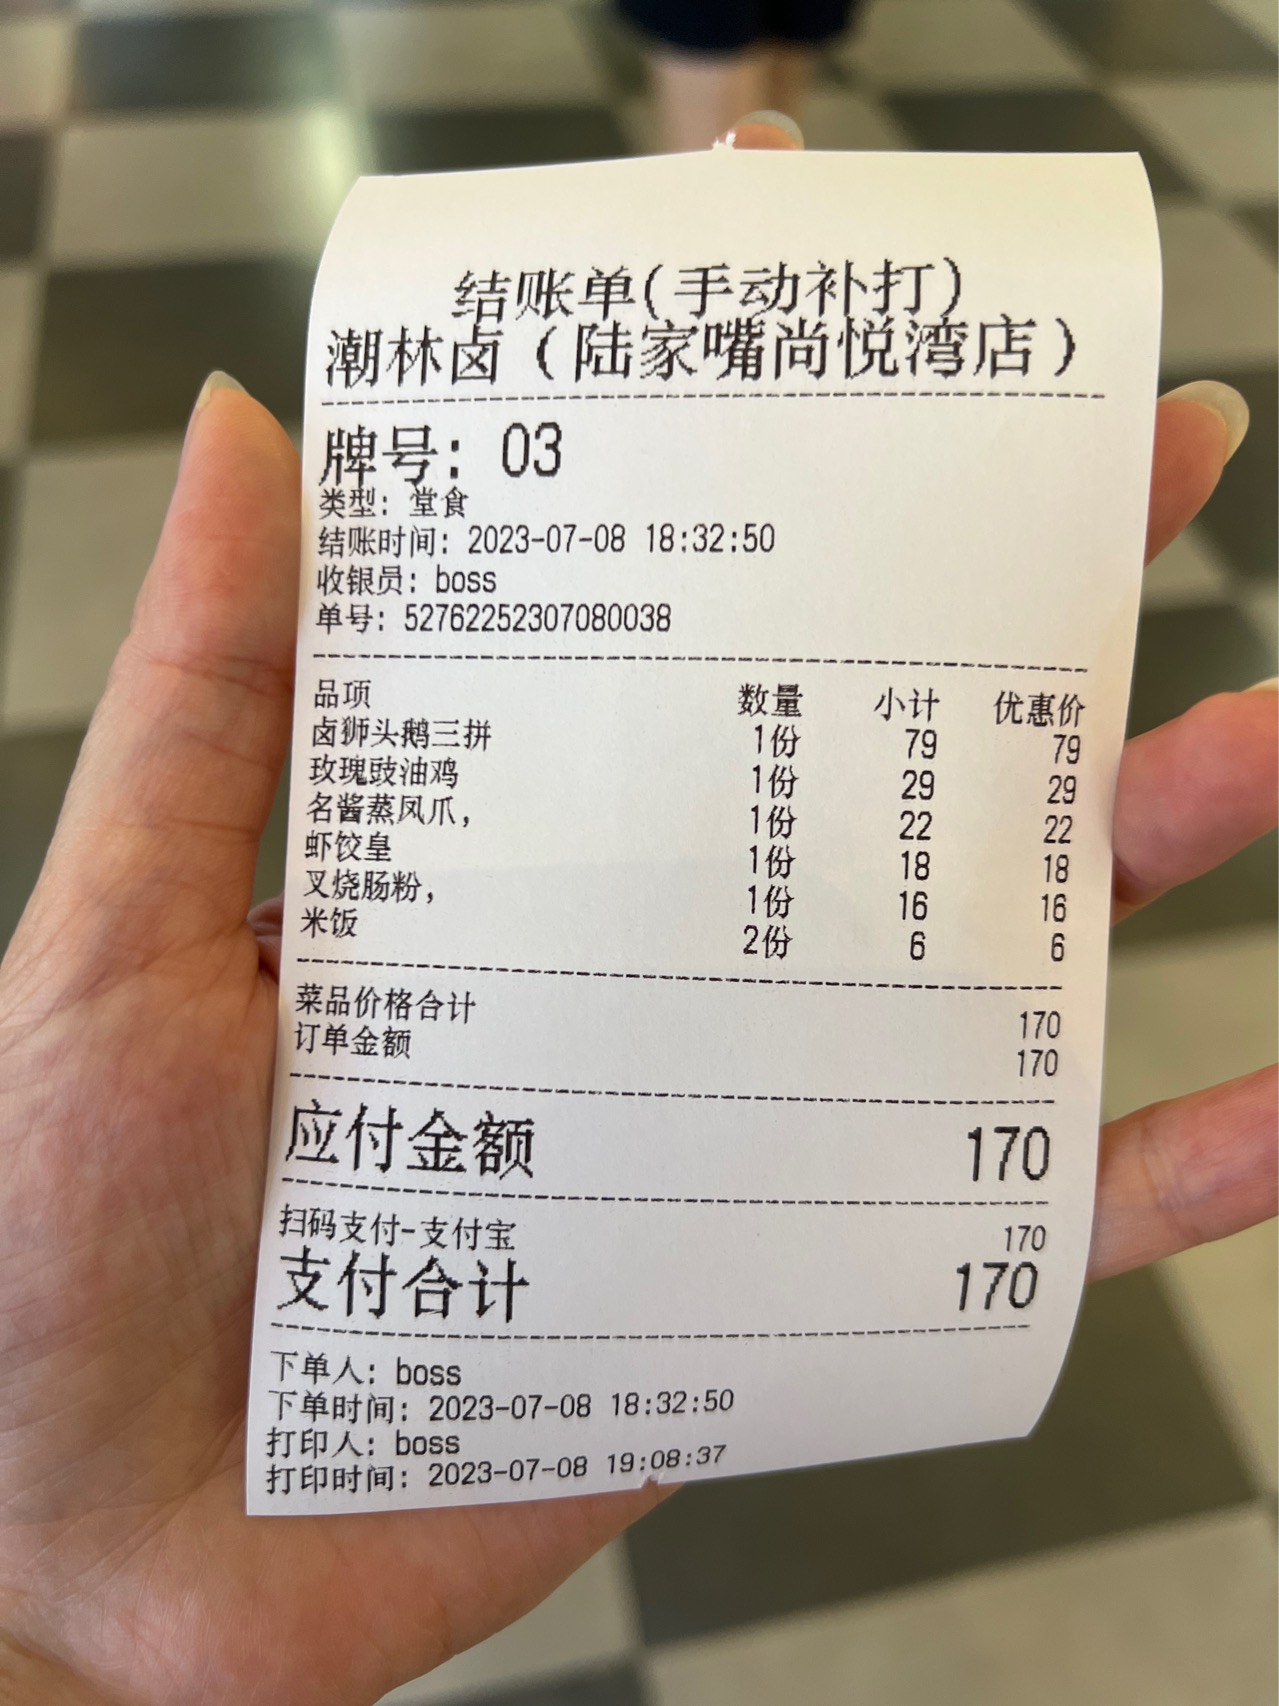 结账单(手动补打)
潮林卤（陆家嘴尚悦湾店）
牌号：03
类型：堂食
结账时间：2023-07-08 18:32:50
收银员：boss
单号：52762252307080038
品项 数量 小计 优惠价
卤狮头鹅三拼 1份 79 79
玫瑰豉油鸡 1份 29 29
名酱蒸凤爪， 1份 22 22
虾饺皇 1份 18 18
叉烧肠粉， 1份 16 16
米饭 2份 6 6
菜品价格合计 170
订单金额 170
应付金额 170
扫码支付-支付宝 170
支付合计 170
下单人：boss
下单时间：2023-07-08 18:32:50
打印人：boss
打印时间：2023-07-08 19:08:37